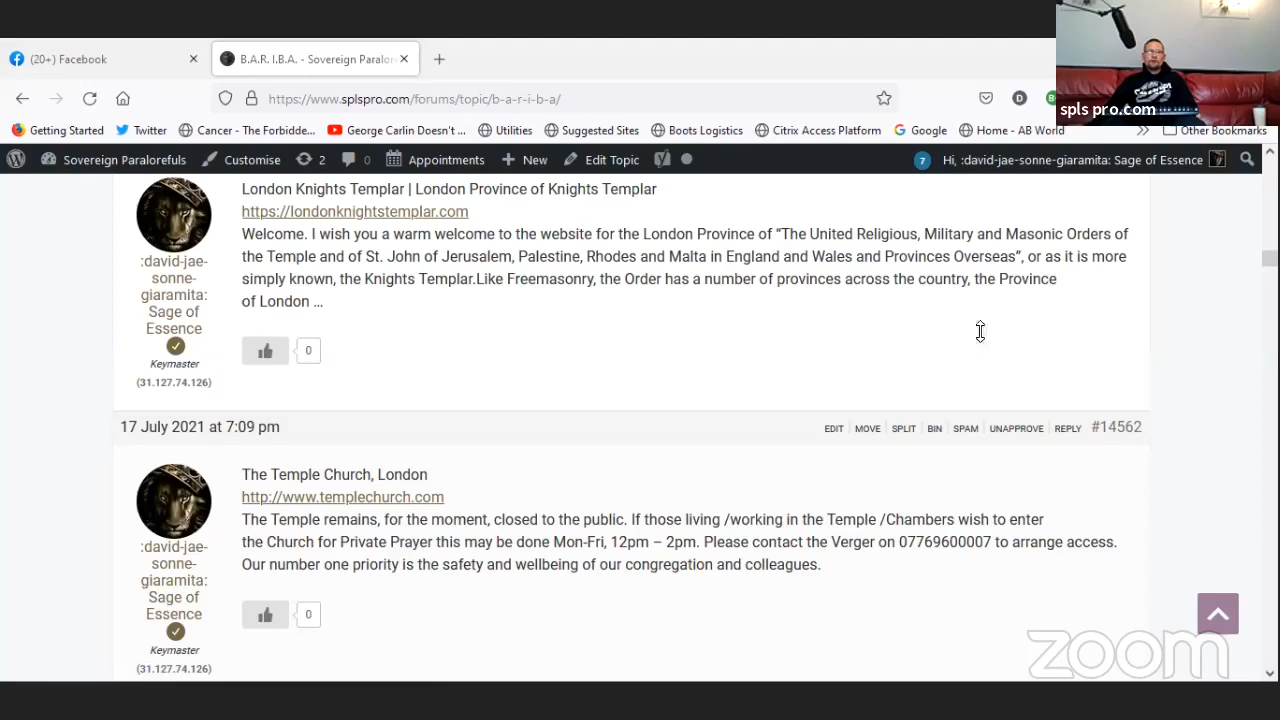 (20+) Facebook
B.A.R. I.B.A. - Sovereign Paralor
https://www.splspro.com/forums/topic/b-a-r-i-b-a/
spls pro.com
Getting Started Twitter Cancer - The Forbidde... George Carlin Doesn't ... Utilities Suggested Sites Boots Logistics Citrix Access Platform Google Home - AB World Other Bookmarks
Sovereign Paralorefuls Customise 2 0 Appointments New Edit Topic 7 Hi, :david-jae-sonne-giaramita: Sage of Essence
London Knights Templar | London Province of Knights Templar
https://londonknightstemplar.com
Welcome. I wish you a warm welcome to the website for the London Province of “The United Religious, Military and Masonic Orders of
the Temple and of St. John of Jerusalem, Palestine, Rhodes and Malta in England and Wales and Provinces Overseas”, or as it is more
simply known, the Knights Templar.Like Freemasonry, the Order has a number of provinces across the country, the Province
of London ...
:david-jae-
sonne-
giaramita:
Sage of
Essence
Keymaster
(31.127.74.126)
0
17 July 2021 at 7:09 pm
EDIT MOVE SPLIT BIN SPAM UNAPPROVE REPLY #14562
The Temple Church, London
http://www.templechurch.com
The Temple remains, for the moment, closed to the public. If those living /working in the Temple /Chambers wish to enter
the Church for Private Prayer this may be done Mon-Fri, 12pm – 2pm. Please contact the Verger on 07769600007 to arrange access.
Our number one priority is the safety and wellbeing of our congregation and colleagues.
:david-jae-
sonne-
giaramita:
Sage of
Essence
Keymaster
(31.127.74.126)
0
zoom